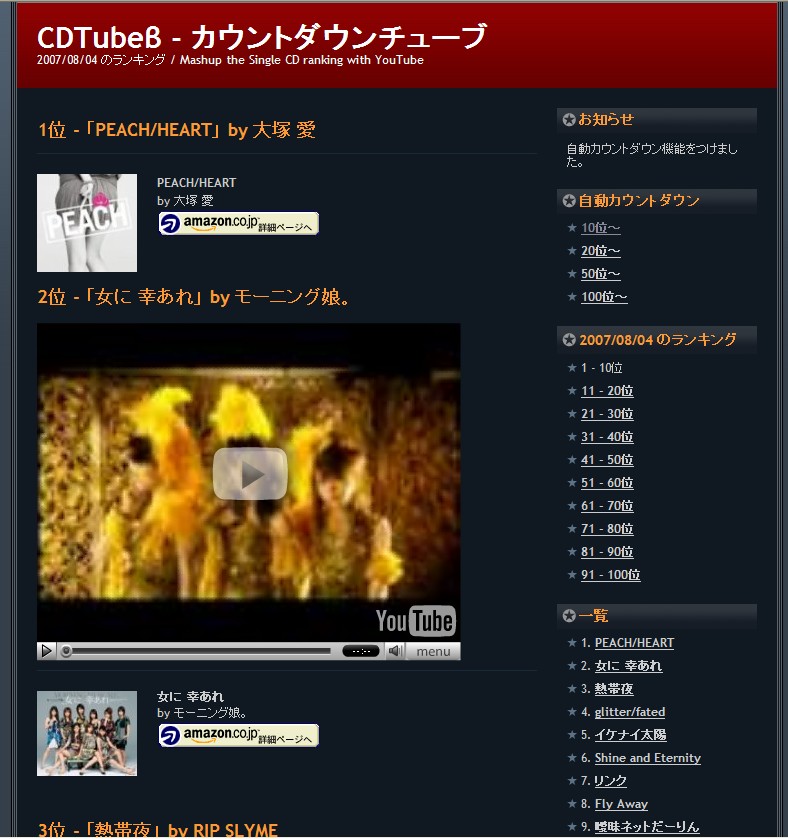 CDTubeß - カウントダウンチューブ
2007/08/04 のランキング / Mashup the Single CD ranking with YouTube
1位 - 「PEACH/HEART」 by 大塚 愛
PEACH
PEACH/HEART
by 大塚 愛
amazon.co.jp 詳細ページへ
2位 - 「女に 幸あれ」 by モーニング娘。
YouTube
--:--
menu
女に 幸あれ
女に 幸あれ
by モーニング娘。
amazon.co.jp 詳細ページへ
3位 - 「熱帯夜」 by RIP SLYME
お知らせ
自動カウントダウン機能をつけまし
た。
自動カウントダウン
10位～
20位～
50位～
100位～
2007/08/04 のランキング
1 - 10位
11 - 20位
21 - 30位
31 - 40位
41 - 50位
51 - 60位
61 - 70位
71 - 80位
81 - 90位
91 - 100位
一覧
1. PEACH/HEART
2. 女に 幸あれ
3. 熱帯夜
4. glitter/fated
5. イケナイ太陽
6. Shine and Eternity
7. リンク
8. Fly Away
9. 曖昧ネットだーりん